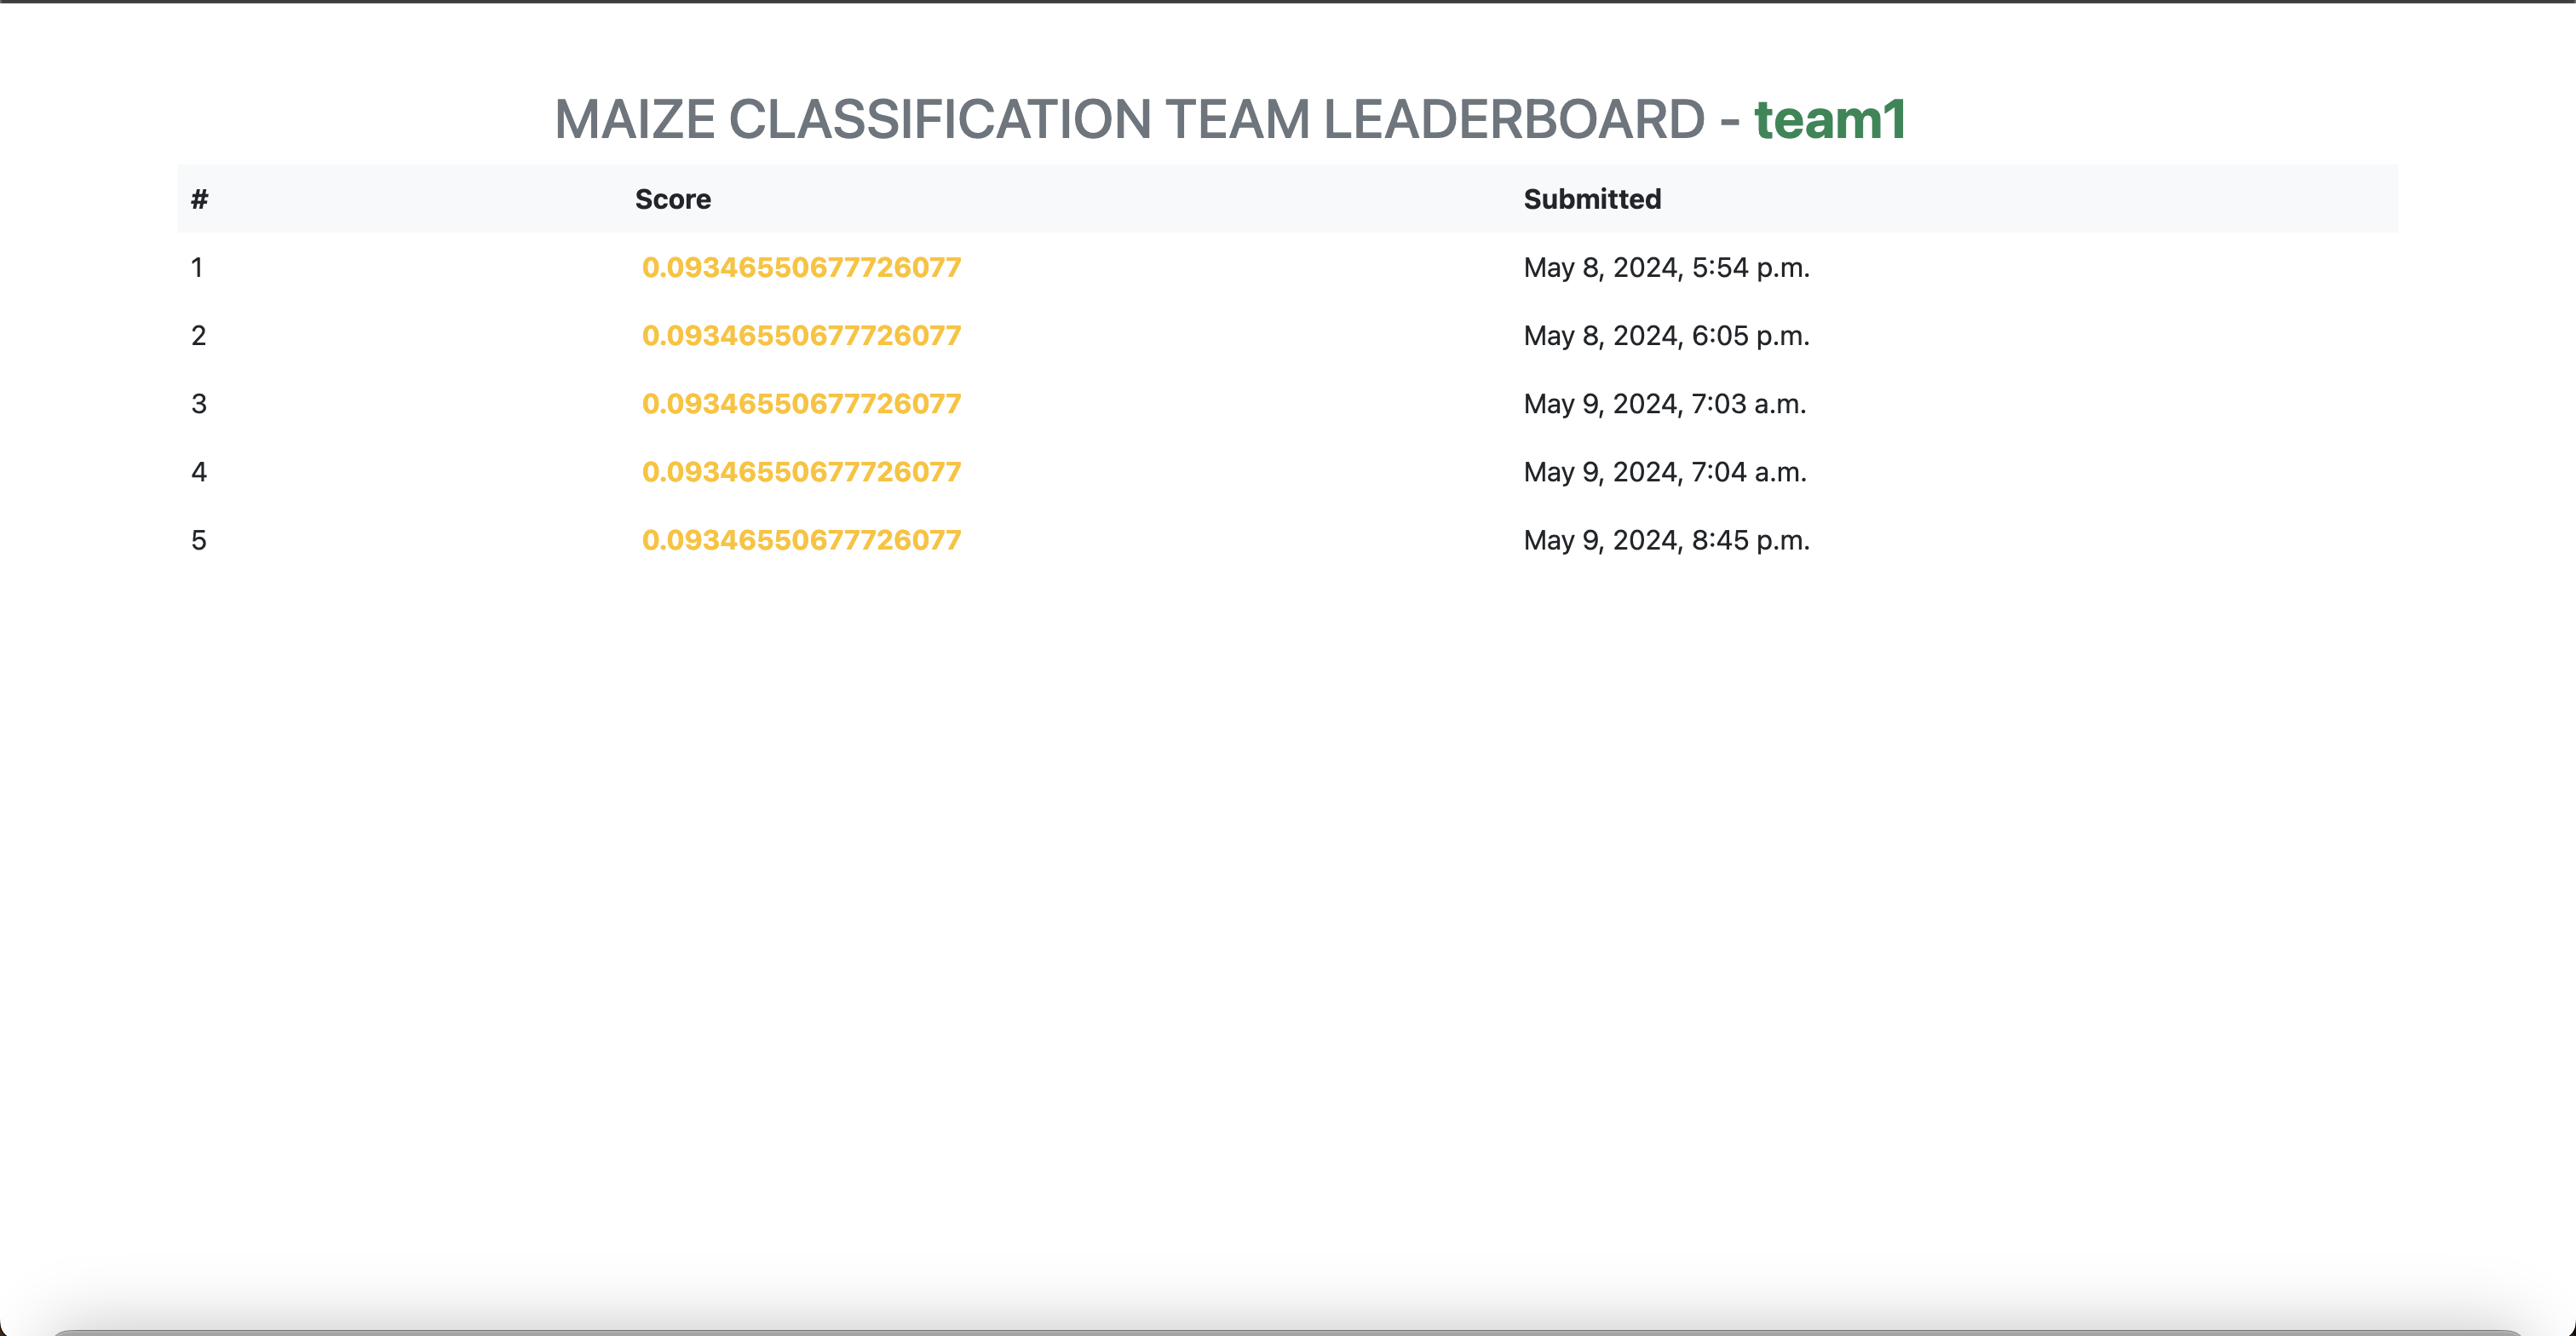 MAIZE CLASSIFICATION TEAM LEADERBOARD - team1
# Score Submitted
1 0.09346550677726077 May 8, 2024, 5:54 p.m.
2 0.09346550677726077 May 8, 2024, 6:05 p.m.
3 0.09346550677726077 May 9, 2024, 7:03 a.m.
4 0.09346550677726077 May 9, 2024, 7:04 a.m.
5 0.09346550677726077 May 9, 2024, 8:45 p.m.